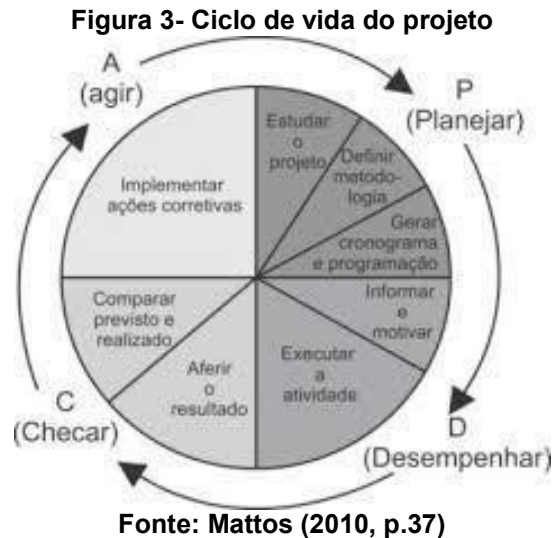 Figura 3- Ciclo de vida do projeto
A
(agir)
P
(Planejar)
Estudar
o
projeto
Definir
metodo-
logia
Gerar
cronograma
e programação
Implementar
ações corretivas
Informar
e
motivar
Executar
a
atividade
Comparar
previsto e
realizado
Aferir
o
resultado
C
(Checar)
D
(Desempenhar)
Fonte: Mattos (2010, p.37)